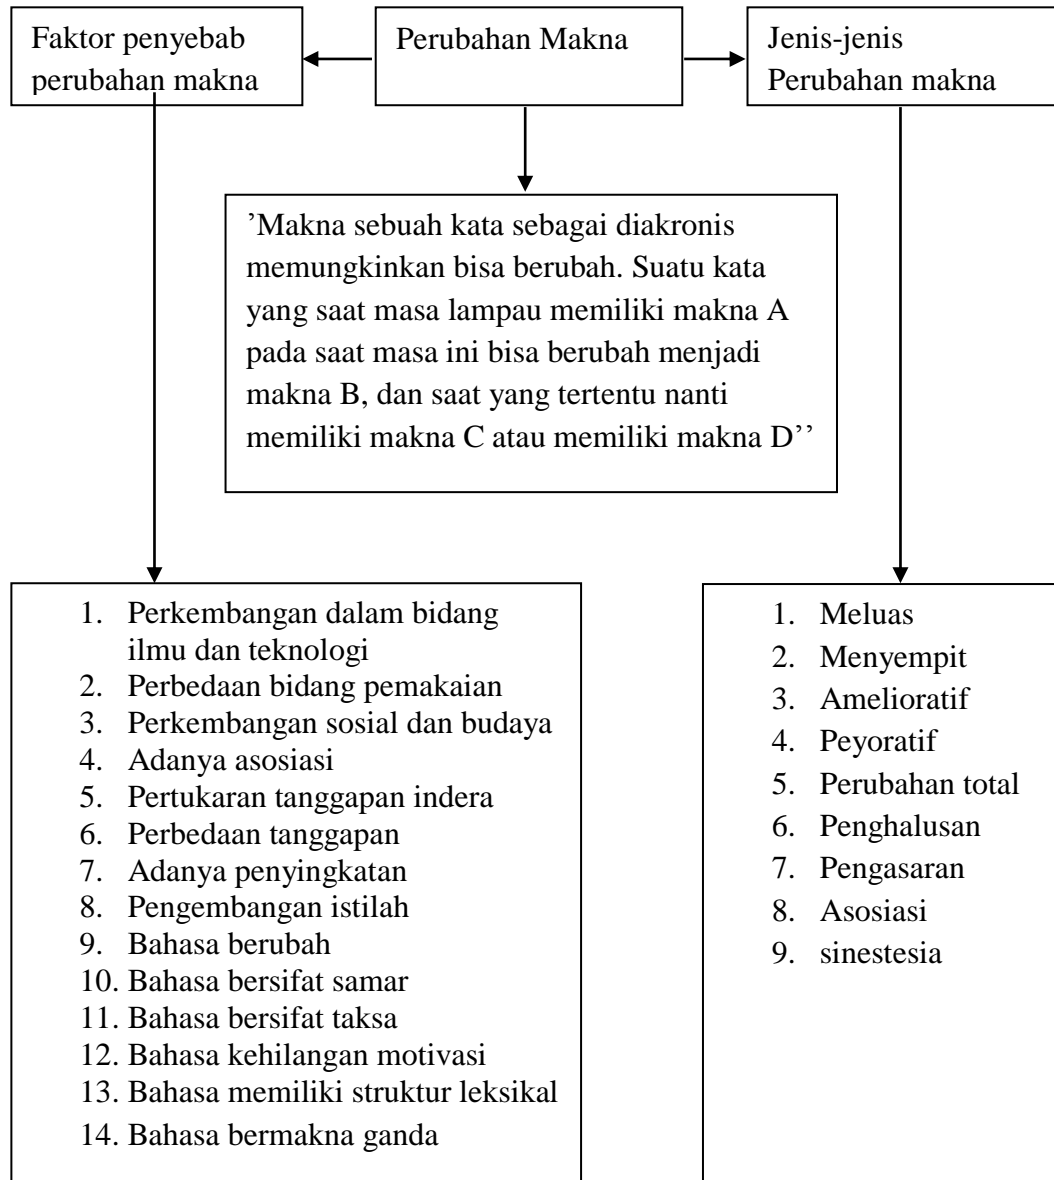 Faktor penyebab
perubahan makna
Perubahan Makna
Jenis-jenis
Perubahan makna
’Makna sebuah kata sebagai diakronis
memungkinkan bisa berubah. Suatu kata
yang saat masa lampau memiliki makna A
pada saat masa ini bisa berubah menjadi
makna B, dan saat yang tertentu nanti
memiliki makna C atau memiliki makna D’’
1. Perkembangan dalam bidang
ilmu dan teknologi
2. Perbedaan bidang pemakaian
3. Perkembangan sosial dan budaya
4. Adanya asosiasi
5. Pertukaran tanggapan indera
6. Perbedaan tanggapan
7. Adanya penyingkatan
8. Pengembangan istilah
9. Bahasa berubah
10. Bahasa bersifat samar
11. Bahasa bersifat taksa
12. Bahasa kehilangan motivasi
13. Bahasa memiliki struktur leksikal
14. Bahasa bermakna ganda
1. Meluas
2. Menyempit
3. Amelioratif
4. Peyoratif
5. Perubahan total
6. Penghalusan
7. Pengasaran
8. Asosiasi
9. sinestesia